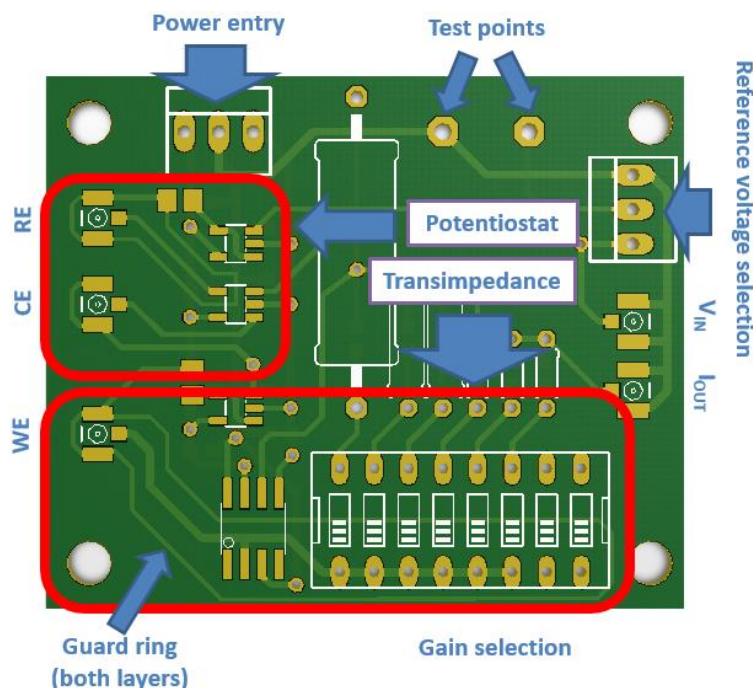 Power entry
Test points
Reference voltage selection
RE
Potentiostat
CE
Transimpedance
VIN
IOUT
WE
Guard ring
(both layers)
Gain selection